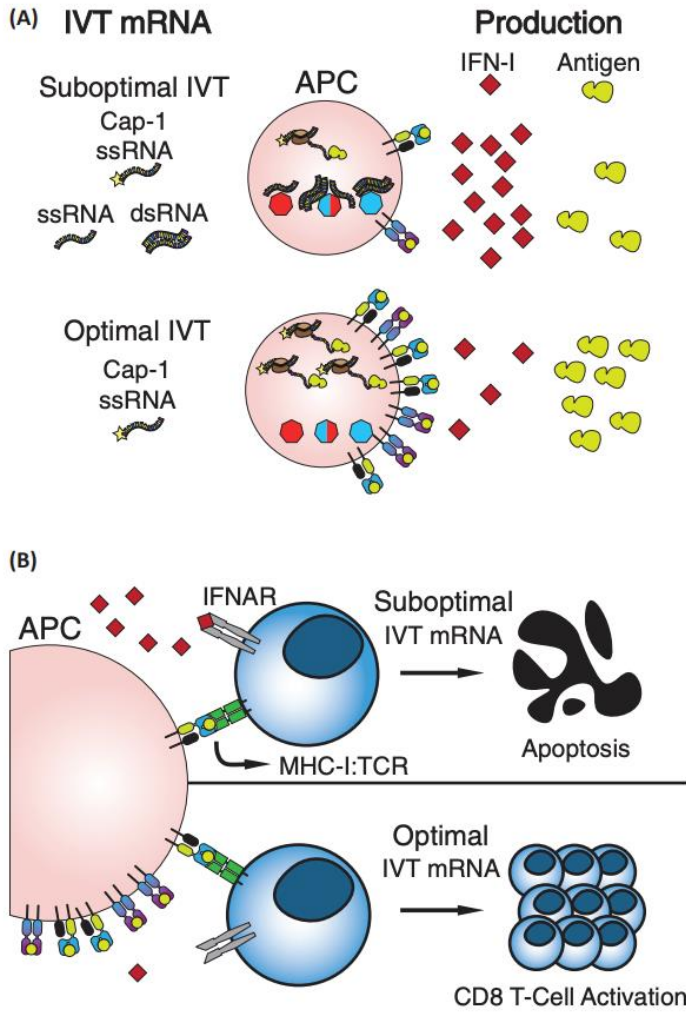 (A)
IVT mRNA
Production
IFN-I
Antigen
Suboptimal IVT
APC
Cap-1
ssRNA
ssRNA
dsRNA
Optimal IVT
Cap-1
ssRNA
(B)
APC
IFNAR
Suboptimal
IVT mRNA
Apoptosis
MHC-I:TCR
Optimal
IVT mRNA
CD8 T-Cell Activation